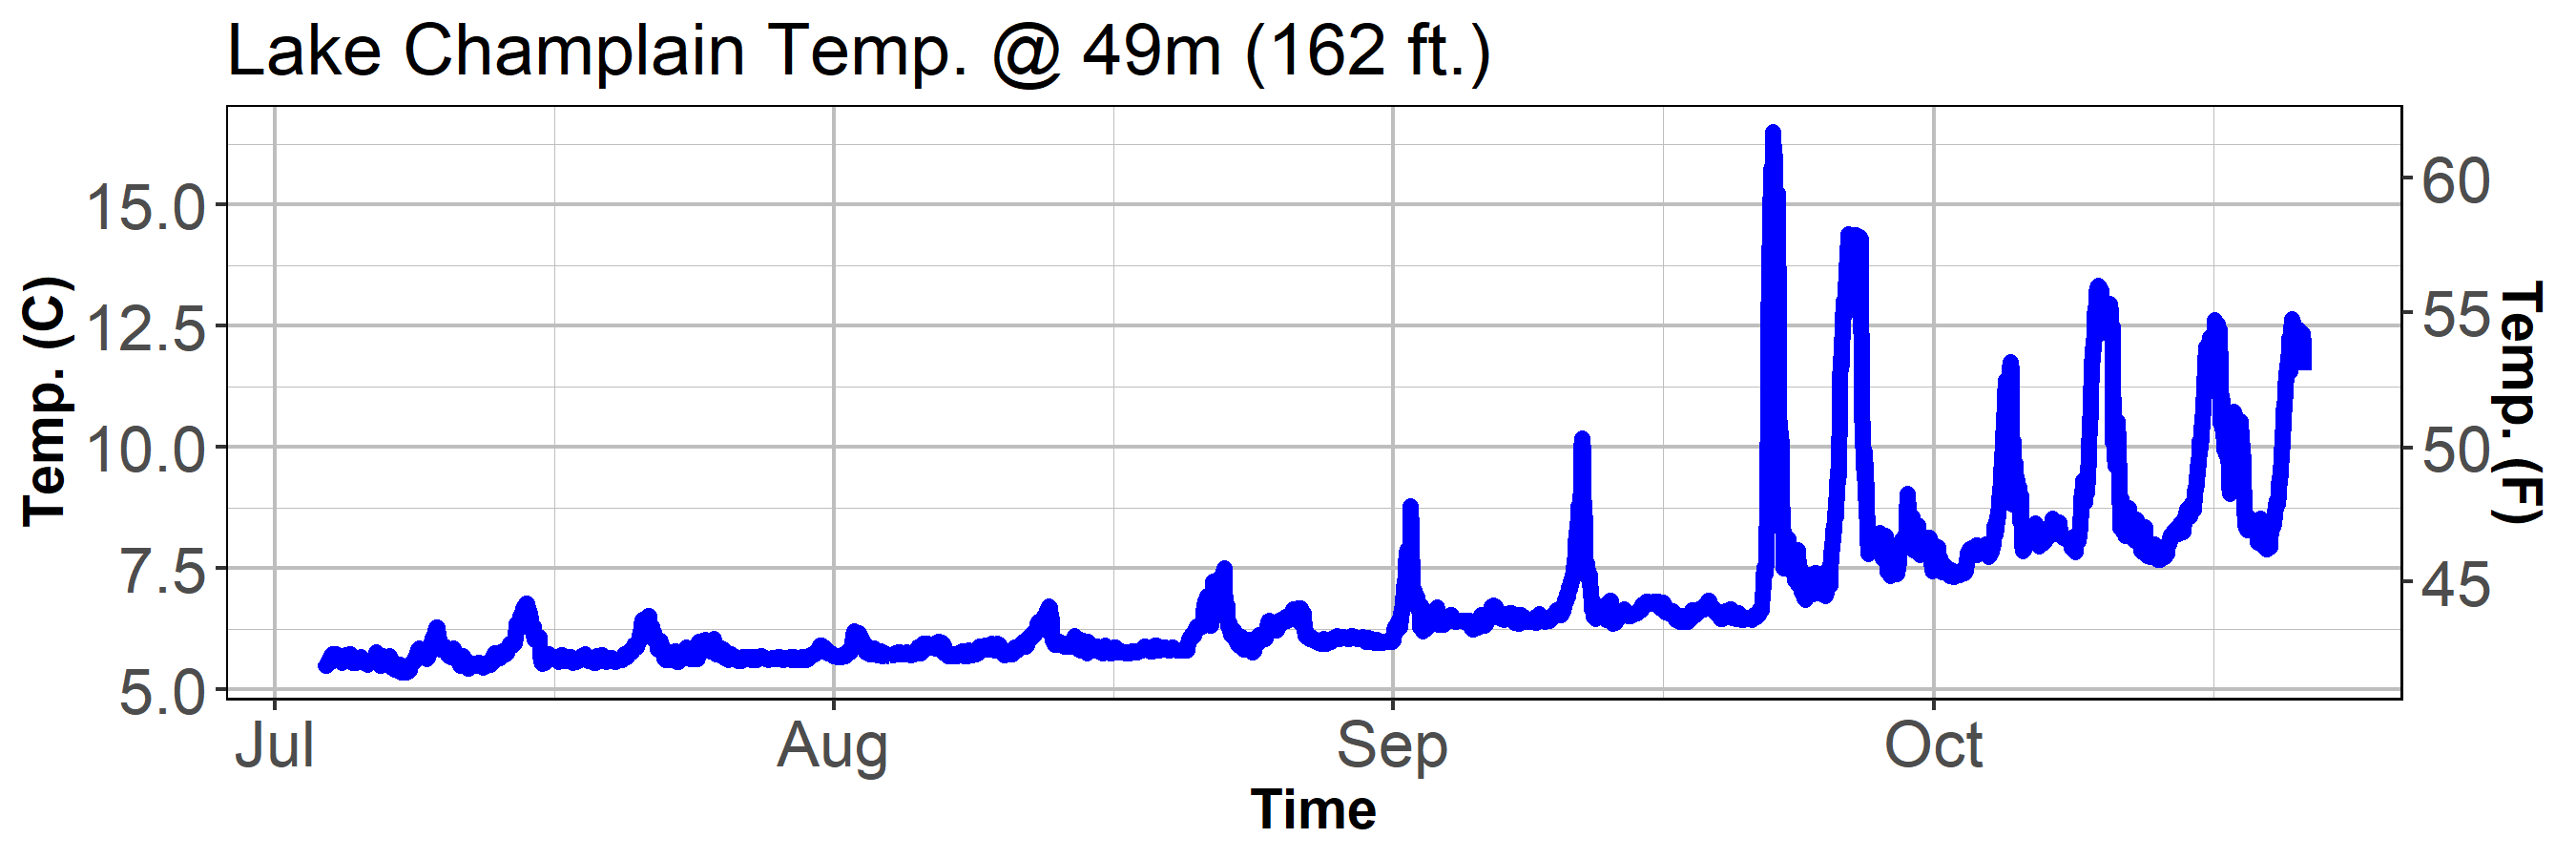 Lake Champlain Temp. @ 49m (162 ft.)
Temp. (C)
15.0
12.5
10.0
7.5
5.0
60
55
50
45
Temp. (F)
Jul Aug Sep Oct
Time